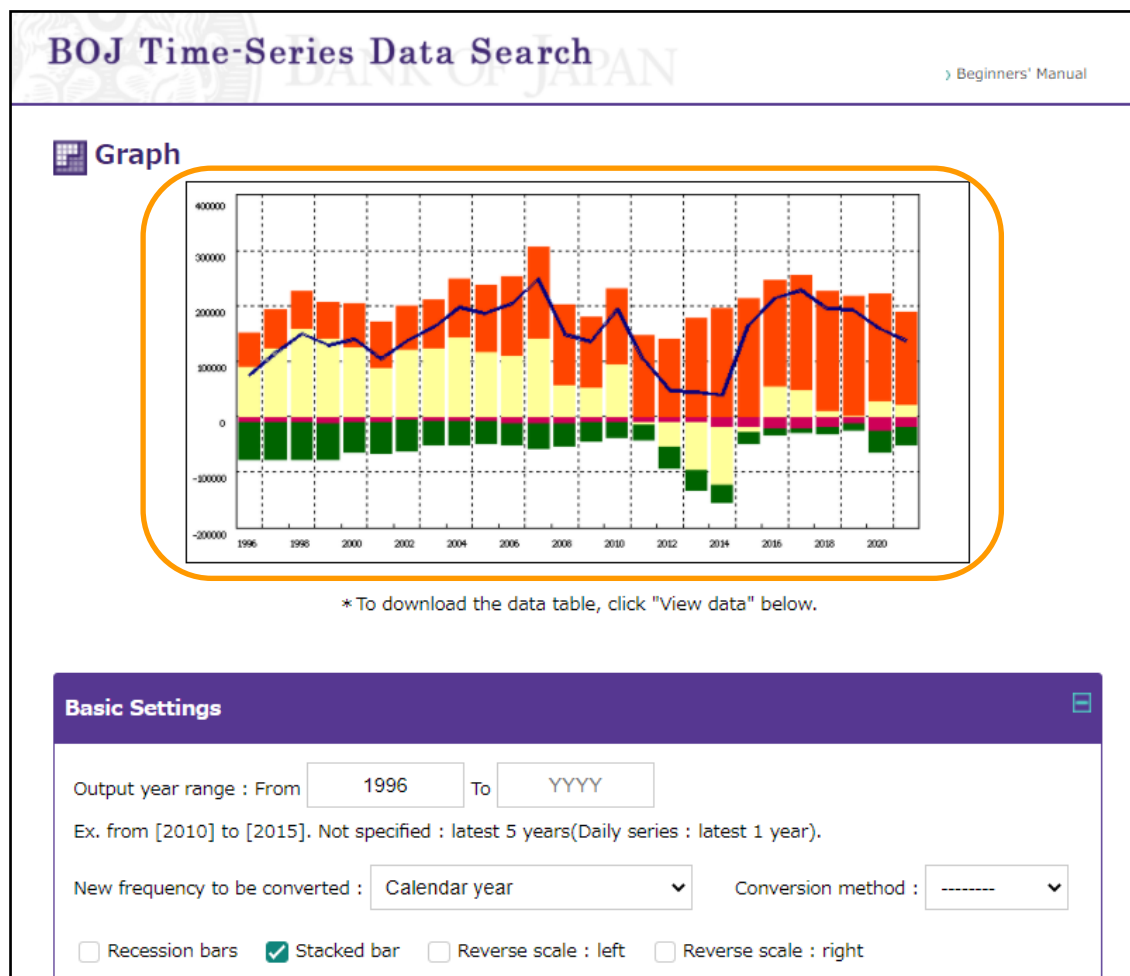 BOJ Time-Series Data Search
BANK OF JAPAN
› Beginners' Manual
Graph
400000
300000
200000
100000
0
-100000
-200000
1996 1998 2000 2002 2004 2006 2008 2010 2012 2014 2016 2018 2020
* To download the data table, click "View data" below.
Basic Settings
Output year range : From 1996 To YYYY
Ex. from [2010] to [2015]. Not specified : latest 5 years(Daily series : latest 1 year).
New frequency to be converted : Calendar year Conversion method : --------
Recession bars Stacked bar Reverse scale : left Reverse scale : right